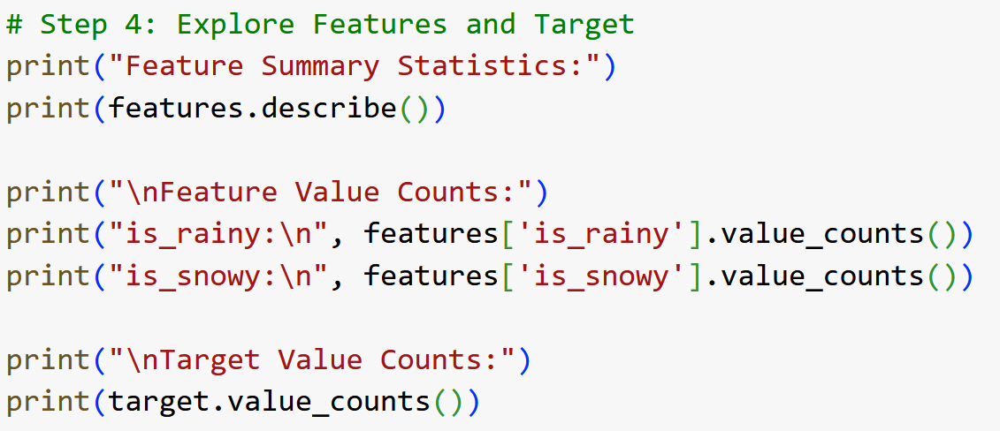 # Step 4: Explore Features and Target
print("Feature Summary Statistics:")
print(features.describe())
print("\nFeature Value Counts:")
print("is_rainy:\n", features['is_rainy'].value_counts())
print("is_snowy:\n", features['is_snowy'].value_counts())
print("\nTarget Value Counts:")
print(target.value_counts())